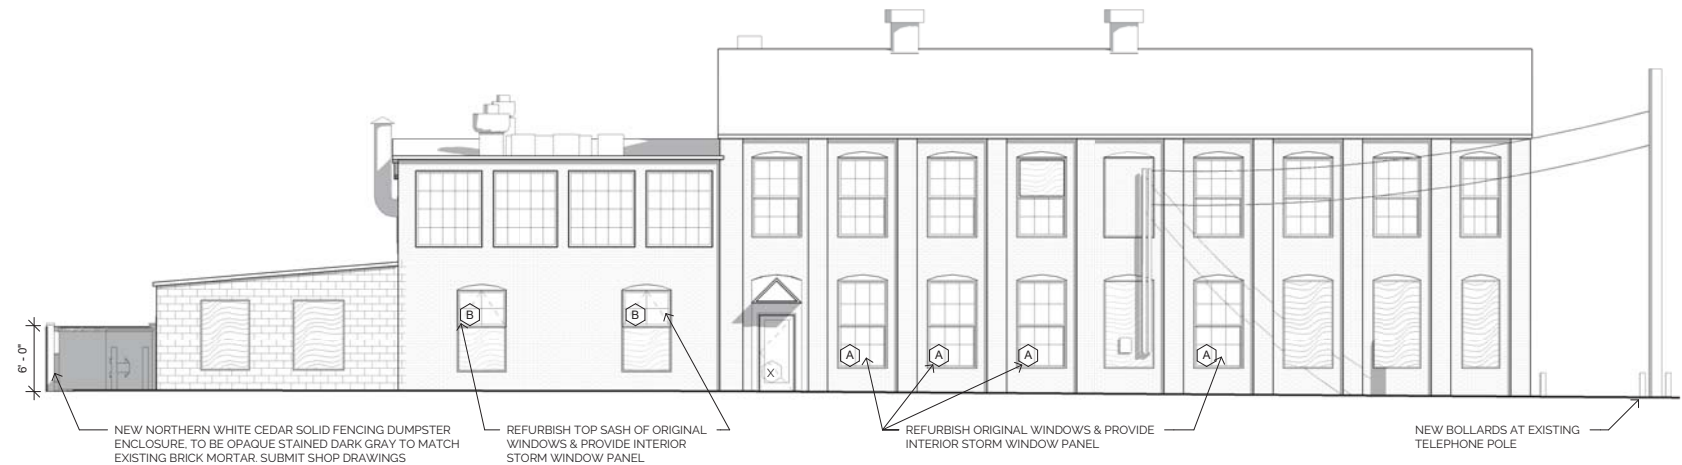 B
B
A
A
A
A
X
6' - 0"
NEW NORTHERN WHITE CEDAR SOLID FENCING DUMPSTER
ENCLOSURE, TO BE OPAQUE STAINED DARK GRAY TO MATCH
EXISTING BRICK MORTAR. SUBMIT SHOP DRAWINGS
REFURBISH TOP SASH OF ORIGINAL
WINDOWS & PROVIDE INTERIOR
STORM WINDOW PANEL
REFURBISH ORIGINAL WINDOWS & PROVIDE
INTERIOR STORM WINDOW PANEL
NEW BOLLARDS AT EXISTING
TELEPHONE POLE